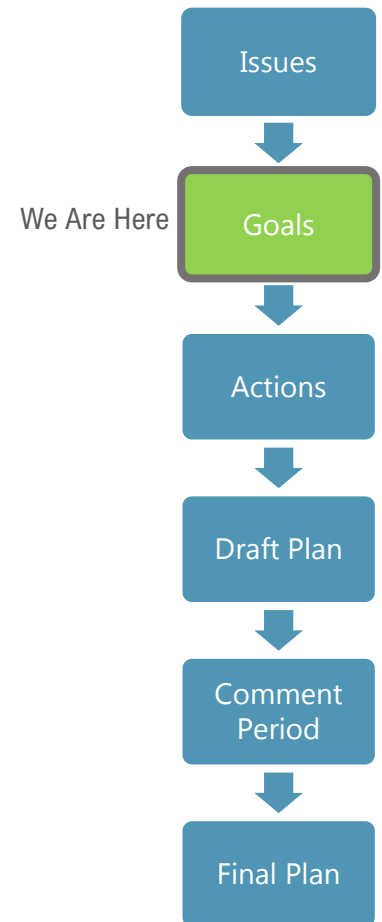 Issues
We Are Here
Goals
Actions
Draft Plan
Comment
Period
Final Plan